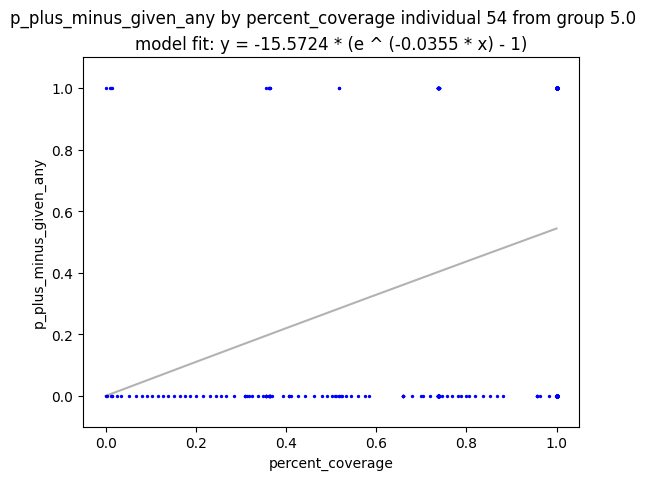 p_plus_minus_given_any by percent_coverage individual 54 from group 5.0
model fit: y = -15.5724 * (e ^ (-0.0355 * x) - 1)
1.0
0.8
0.6
0.4
0.2
0.0
p_plus_minus_given_any
0.0 0.2 0.4 0.6 0.8 1.0
percent_coverage